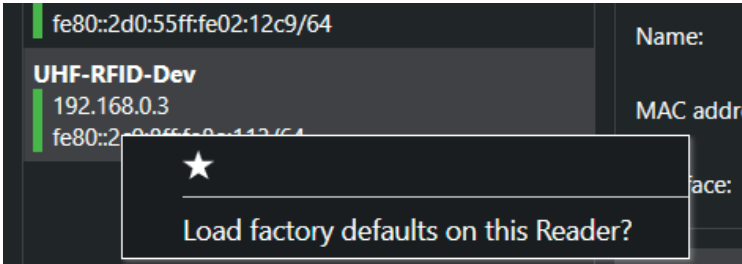 fe80::2d0:55ff:fe02:12c9/64
Name:
UHF-RFID-Dev
192.168.0.3
MAC addr
★
Load factory defaults on this Reader?